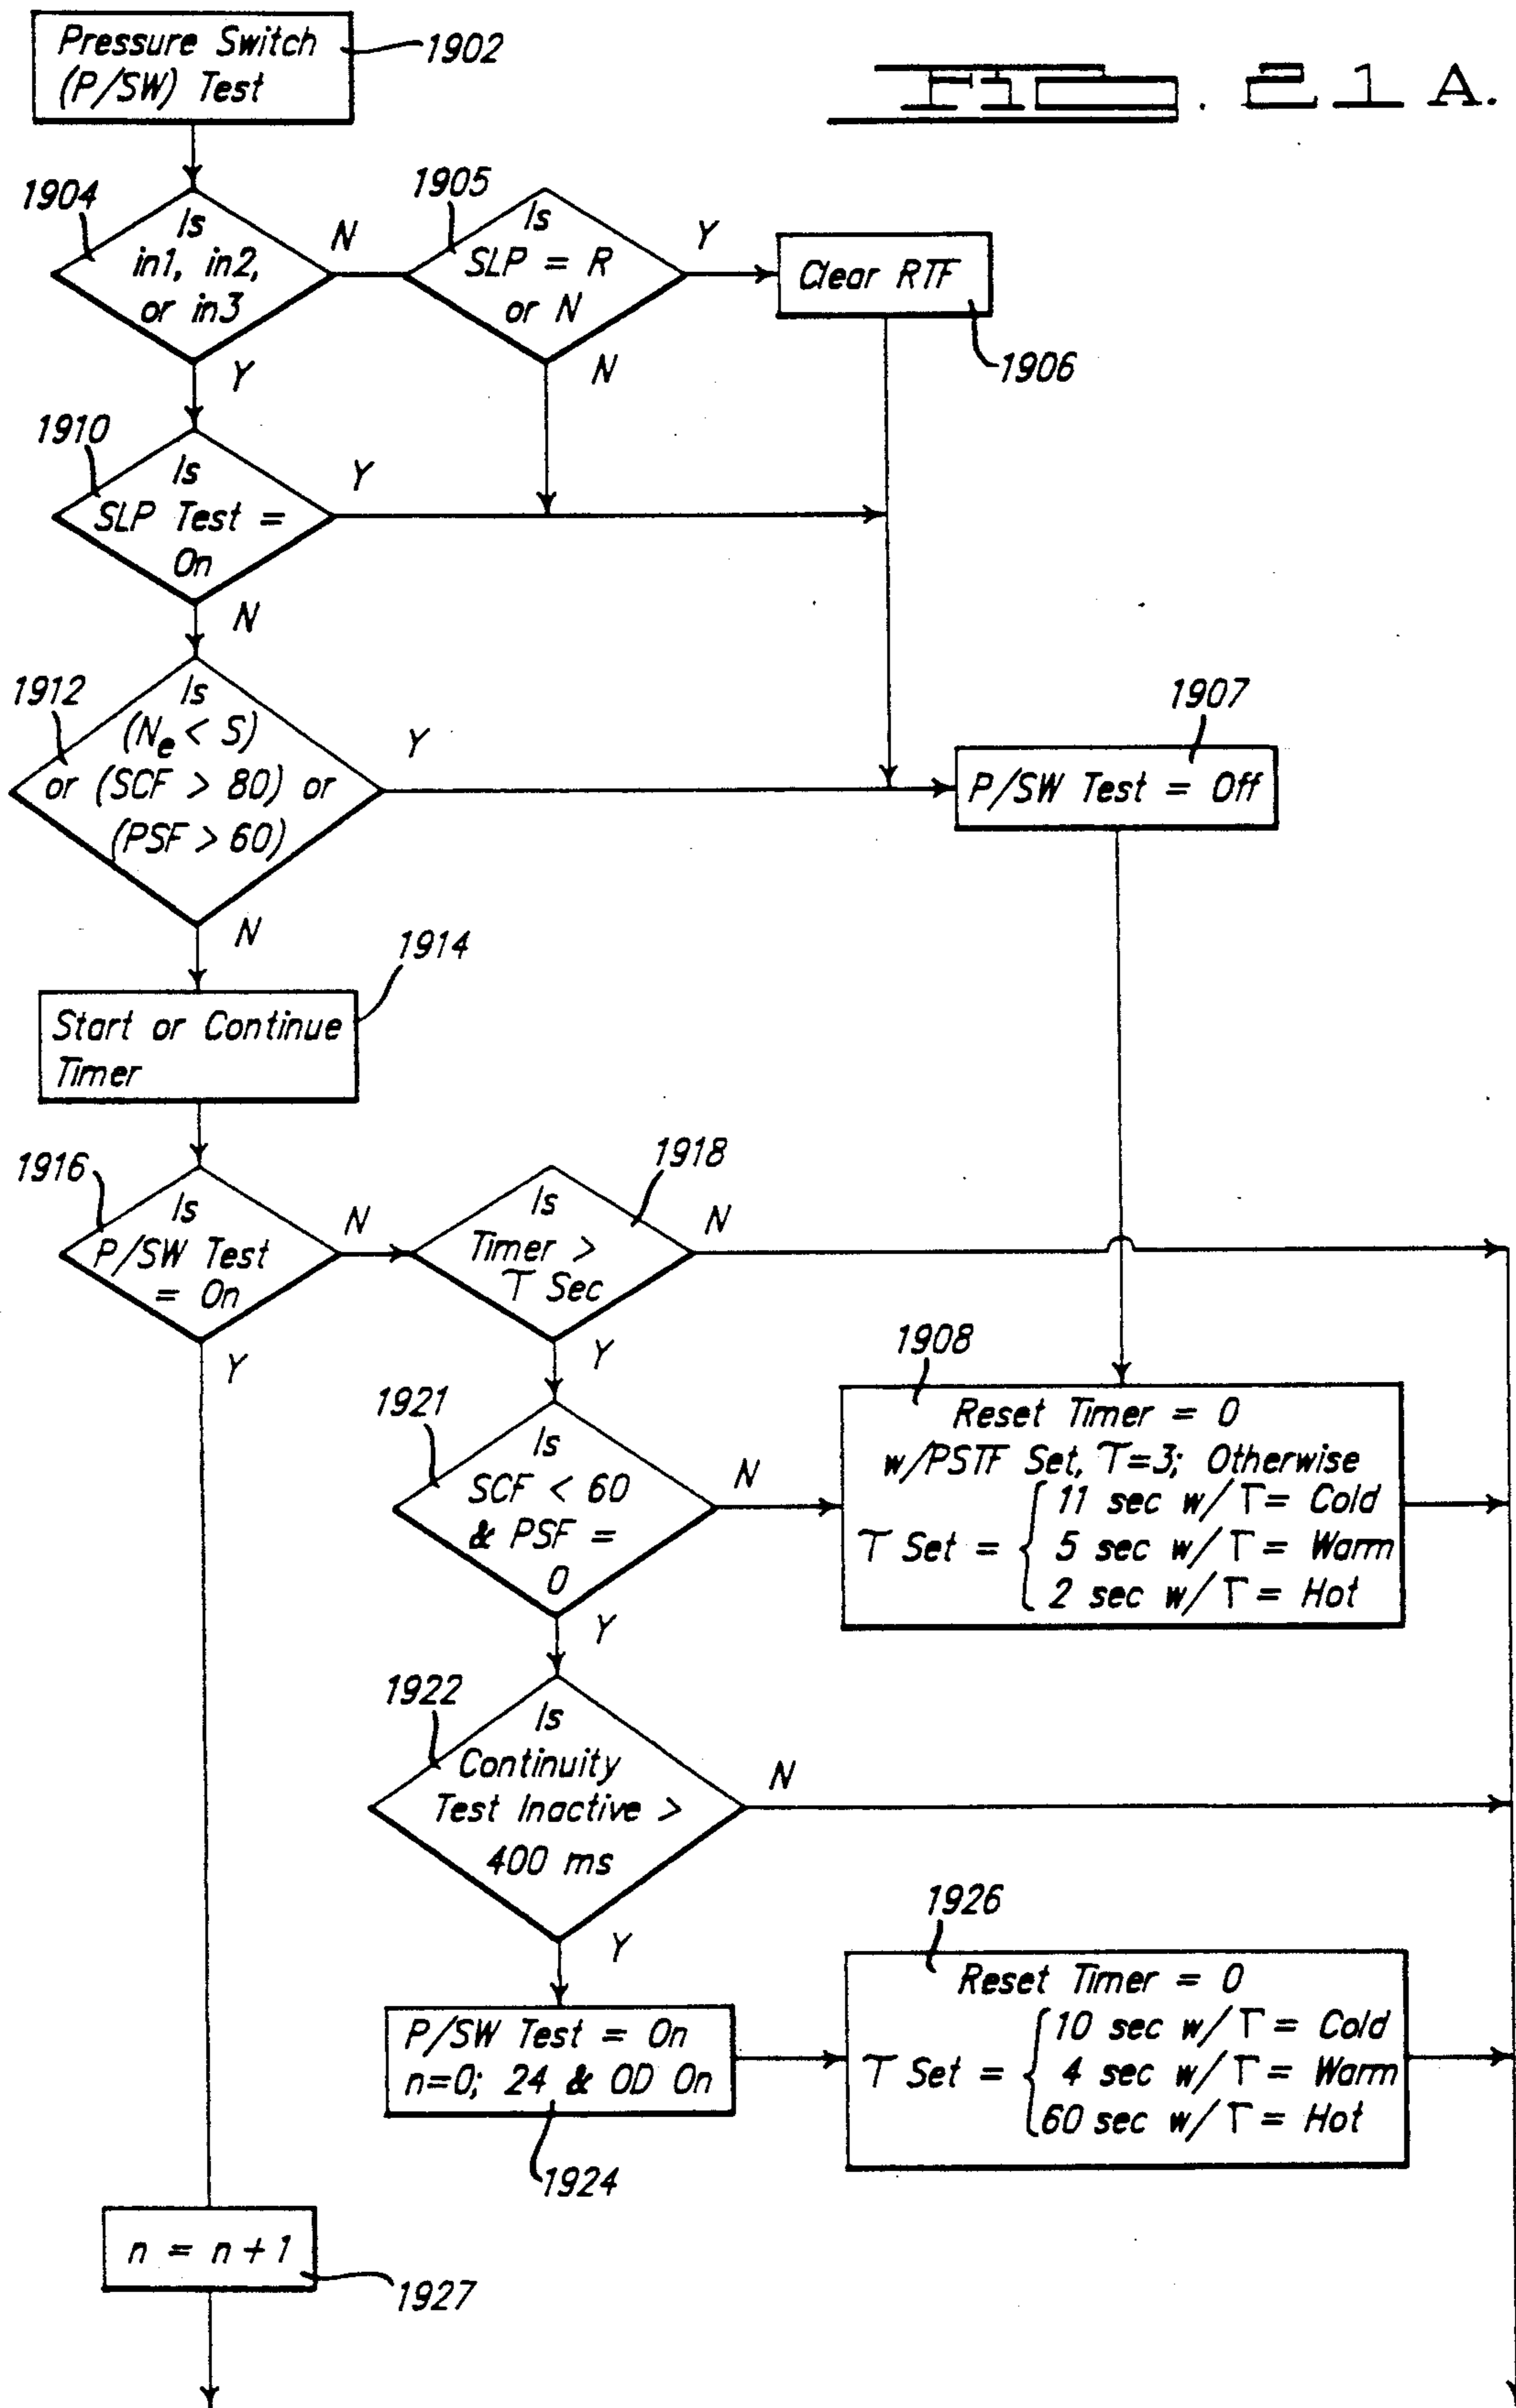 FIG. 21A.
Pressure Switch
(P/SW) Test
1902
1904
Is
in1, in2,
or in3
N
Y
1905
Is
SLP = R
or N
Y
N
Clear RTF
1906
1910
Is
SLP Test =
On
Y
N
1912
Is
(Ne < S)
or (SCF > 80) or
(PSF > 60)
Y
N
1907
P/SW Test = Off
1914
Start or Continue
Timer
1916
Is
P/SW Test
= On
N
Y
1918
Is
Timer >
T Sec
N
Y
1908
Reset Timer = 0
w/PSTF Set, T=3; Otherwise
T Set = { 11 sec w/T = Cold
5 sec w/T = Warm
2 sec w/T = Hot
1921
Is
SCF < 60
& PSF =
0
N
Y
1922
Is
Continuity
Test Inactive >
400 ms
N
Y
P/SW Test = On
n=0; 24 & OD On
1924
1926
Reset Timer = 0
T Set = { 10 sec w/T = Cold
4 sec w/T = Warm
60 sec w/T = Hot
n = n+1
1927